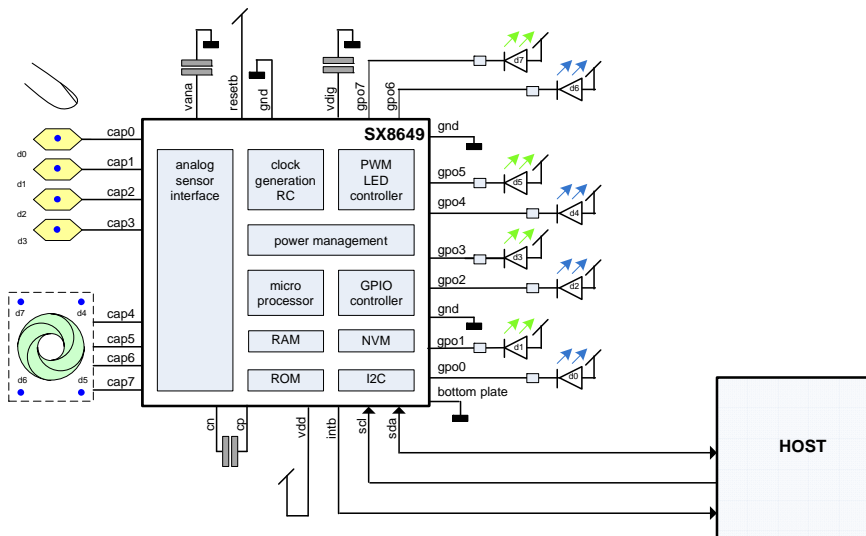 vana
resetb
gnd
vdig
gpo7
gpo6
d7
d6
SX8649
gnd
cap0
d0
cap1
d1
cap2
d2
cap3
d3
analog
sensor
interface
clock
generation
RC
PWM
LED
controller
gpo5
d5
gpo4
d4
power management
gpo3
d3
gpo2
d2
micro
processor
GPIO
controller
gnd
d7
d4
cap4
cap5
cap6
cap7
d6
d5
RAM
NVM
gpo1
d1
ROM
I2C
gpo0
d0
bottom plate
cn
cp
vdd
intb
scl
sda
HOST